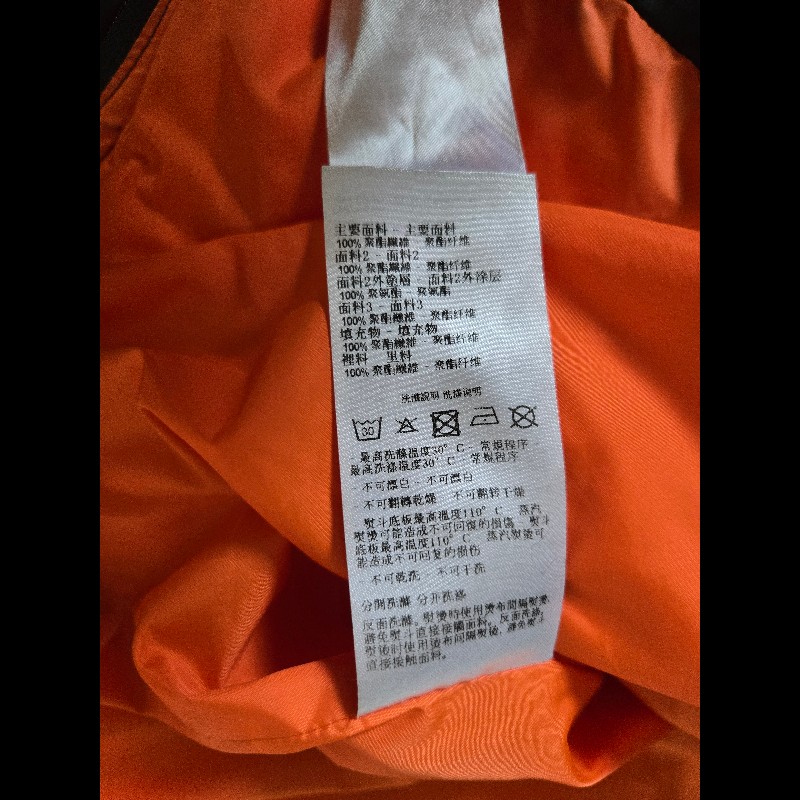 主要面料 - 主要面料
100% 聚酯纖維 聚酯纤维
面料2 - 面料2
100% 聚酯纖維 聚酯纤维
面料2外塗層 - 面料2外涂层
100% 聚氨酯 - 聚氨酯
面料3 - 面料3
100% 聚酯纖維 聚酯纤维
填充物 - 填充物
100% 聚酯纖維 - 聚酯纤维
裡料 里料
100% 聚酯纖維 - 聚酯纤维
洗滌説明 洗涤说明
30
最高洗滌溫度30° C - 常規程序 -
最高洗涤温度30° C - 常规程序
不可漂白 - 不可漂白
不可翻轉乾燥 不可翻转干燥
熨斗底板最高溫度110° C 蒸汽
熨燙可能造成不可回復的損傷 熨斗
底板最高温度110° C 蒸汽熨烫可
能造成不可回复的损伤
不可乾洗 不可干洗
分開洗滌 分开洗涤
反面洗滌。熨燙時使用燙布間隔熨燙,
避免熨斗直接接觸面料。反面洗涤。
熨烫时使用烫布间隔熨烫, 避免熨斗
直接接触面料。